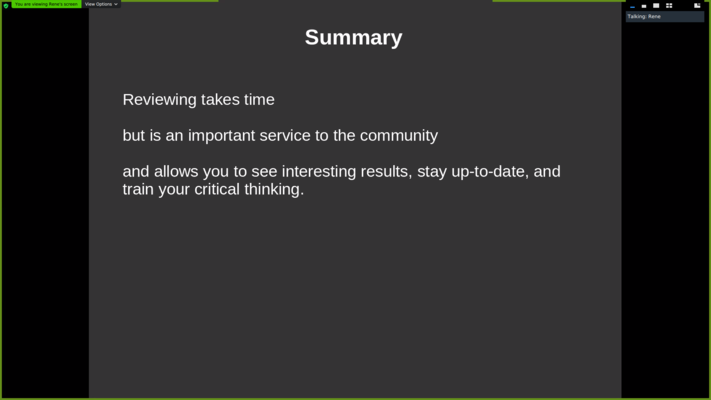 You are viewing Rene's screen
View Options
Talking: Rene
Summary
Reviewing takes time
but is an important service to the community
and allows you to see interesting results, stay up-to-date, and
train your critical thinking.